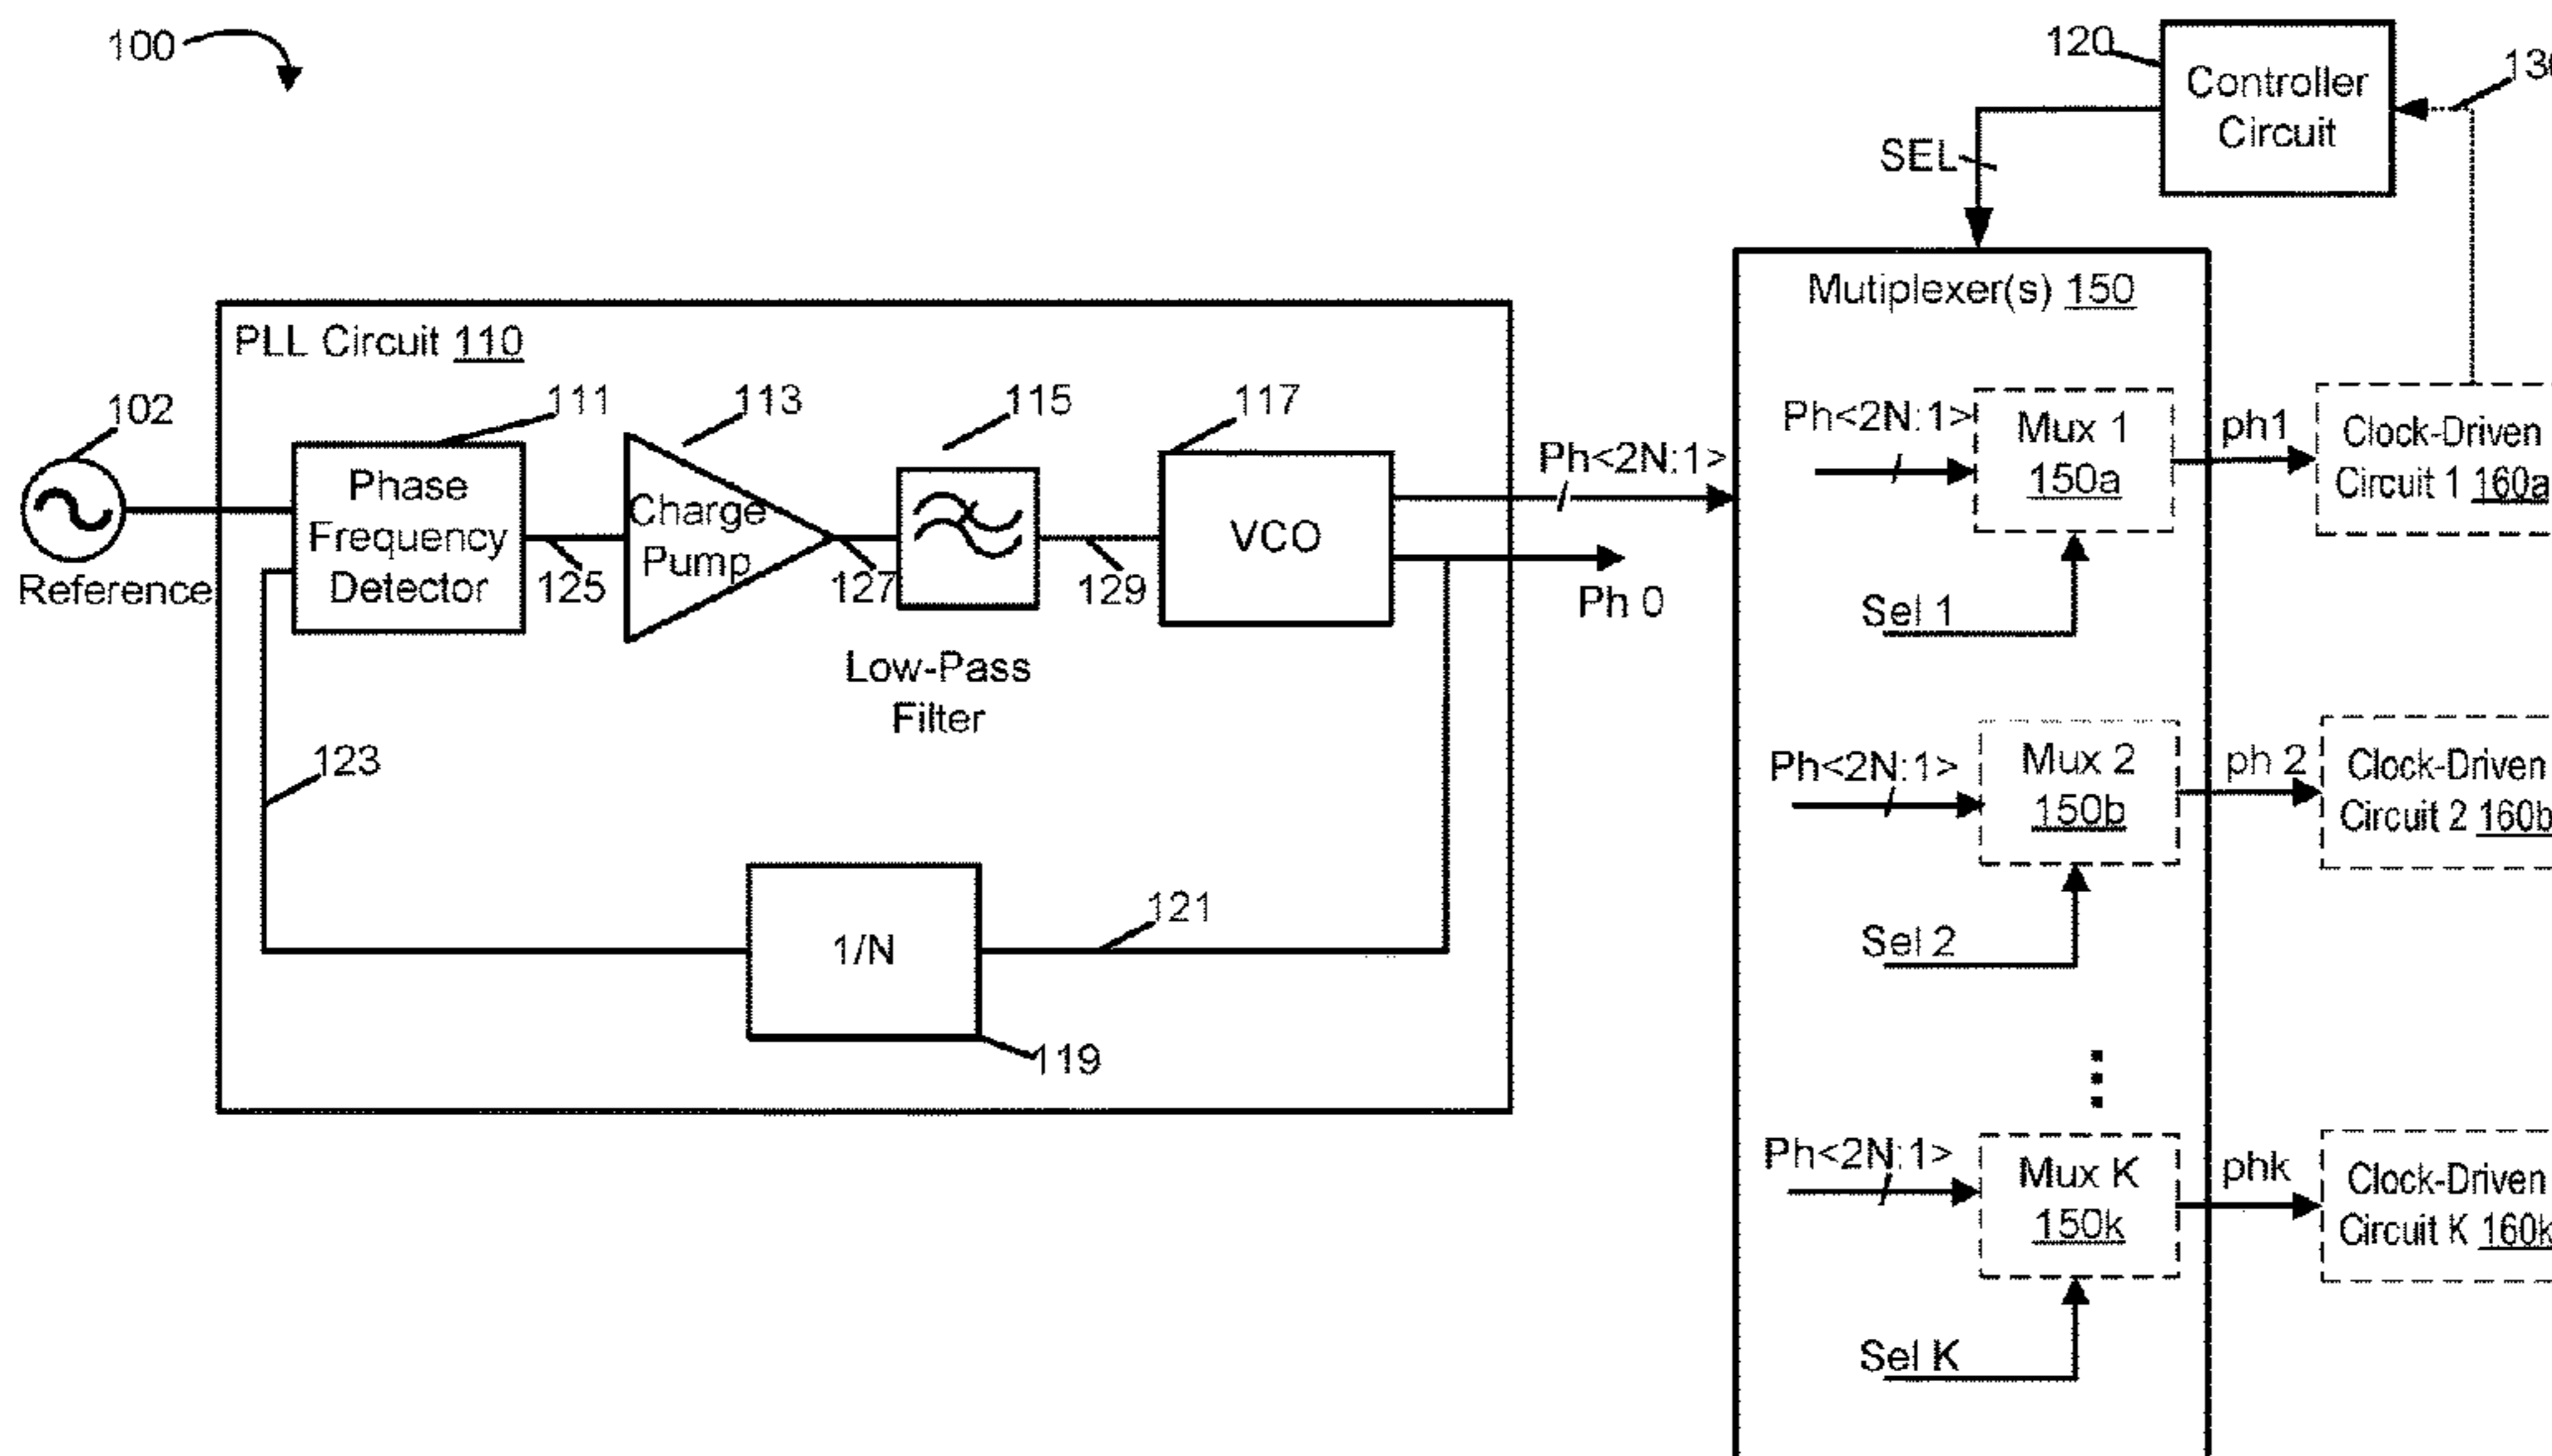 100
120
Controller
Circuit
SEL
Mutiplexer(s) 150
PLL Circuit 110
102
Reference
111
Phase
Frequency
Detector
125
113
Charge
Pump
127
115
Low-Pass
Filter
129
117
VCO
Ph<2N:1>
Ph 0
123
1/N
119
121
Ph<2N:1>
Mux 1
150a
Sel 1
ph1
Clock-Driven
Circuit 1 160a
Ph<2N:1>
Mux 2
150b
Sel 2
ph 2
Clock-Driven
Circuit 2 160b
Ph<2N:1>
Mux K
150k
Sel K
phk
Clock-Driven
Circuit K 160k